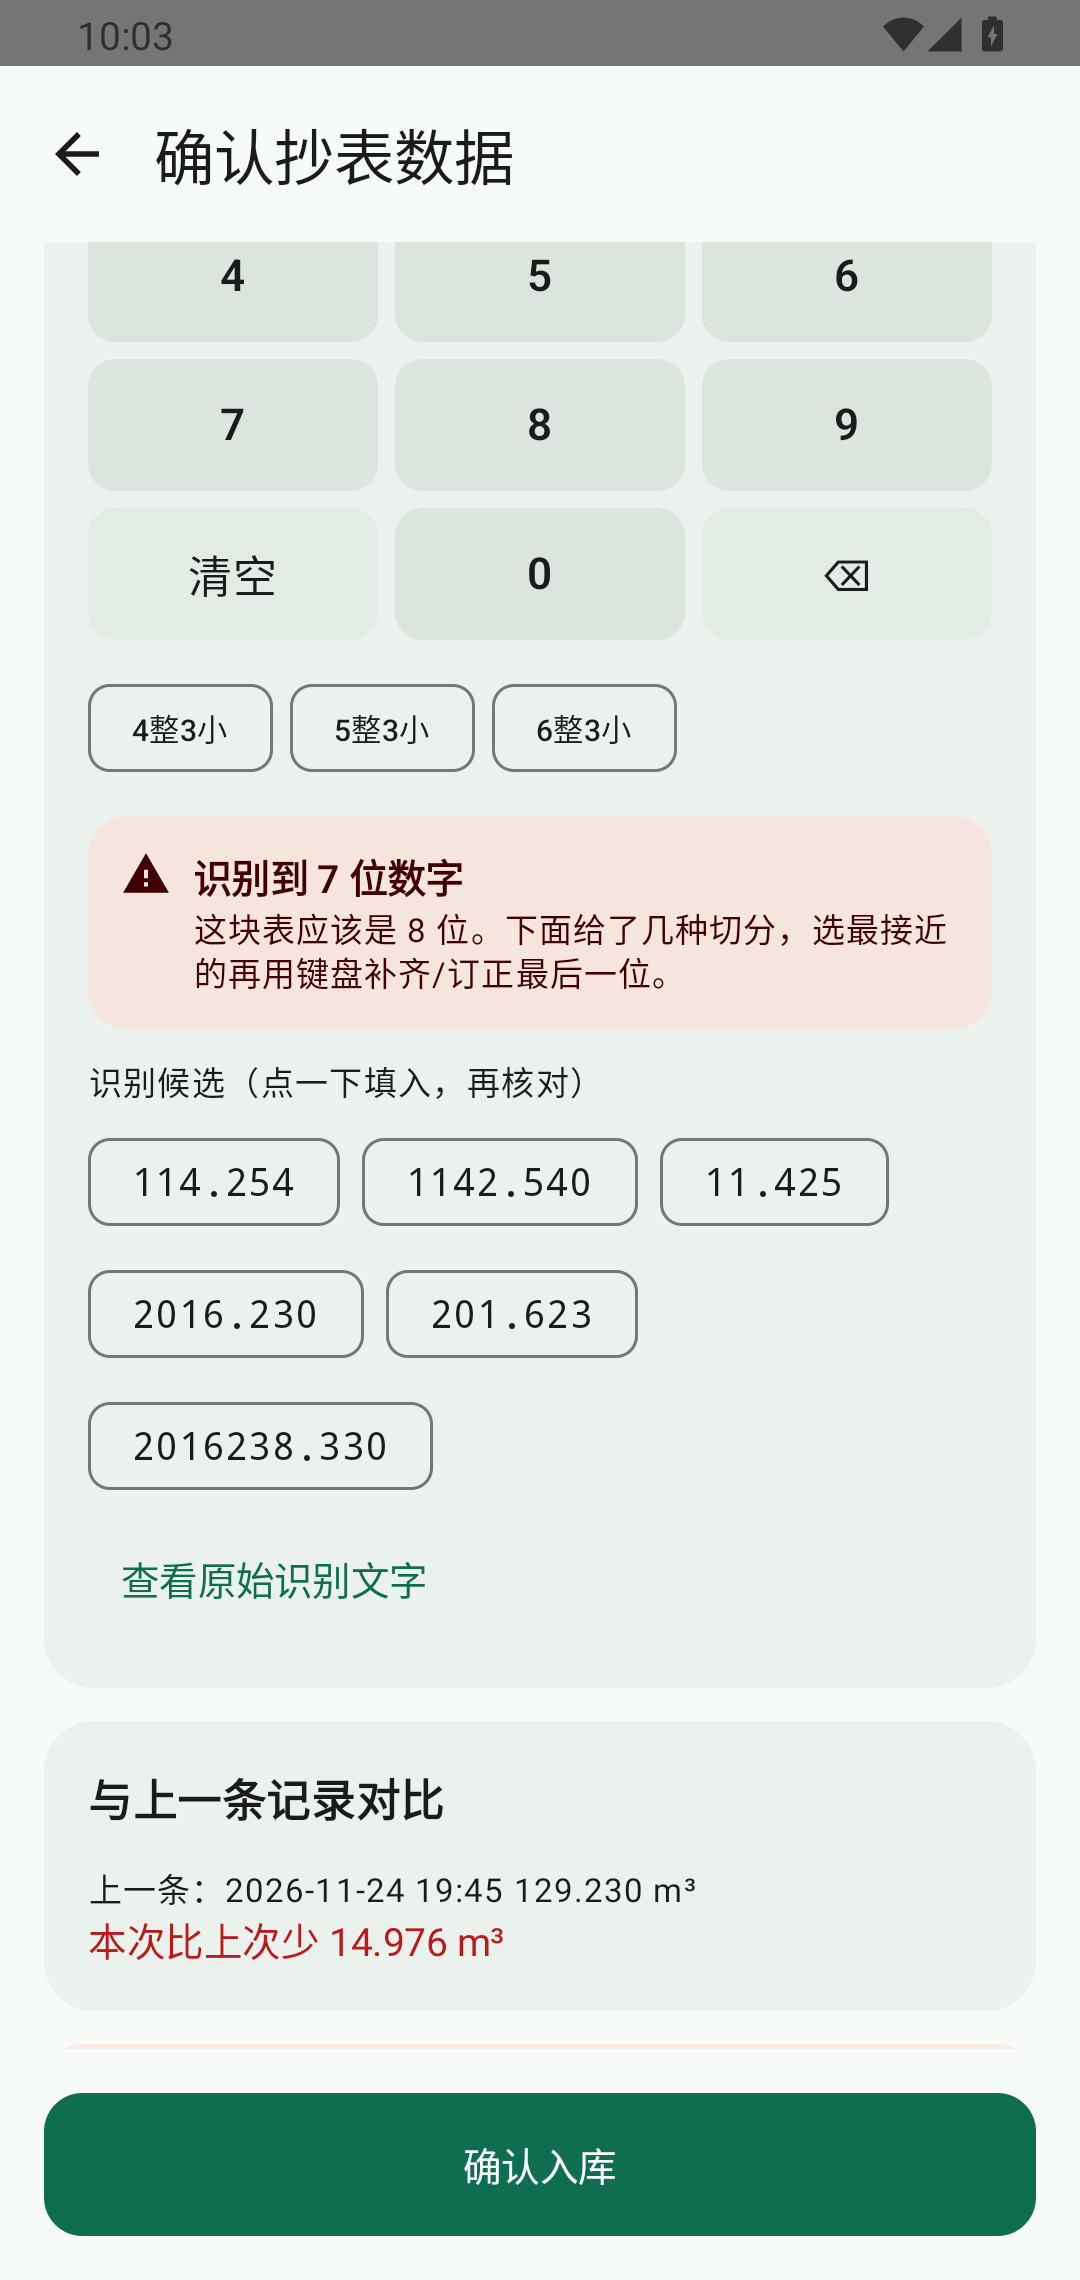 10:03
确认抄表数据
4 5 6
7 8 9
清空 0
4整3小 5整3小 6整3小
识别到 7 位数字
这块表应该是 8 位。下面给了几种切分，选最接近
的再用键盘补齐/订正最后一位。
识别候选（点一下填入，再核对）
114.254 1142.540 11.425
2016.230 201.623
2016238.330
查看原始识别文字
与上一条记录对比
上一条：2026-11-24 19:45 129.230 m³
本次比上次少 14.976 m³
确认入库